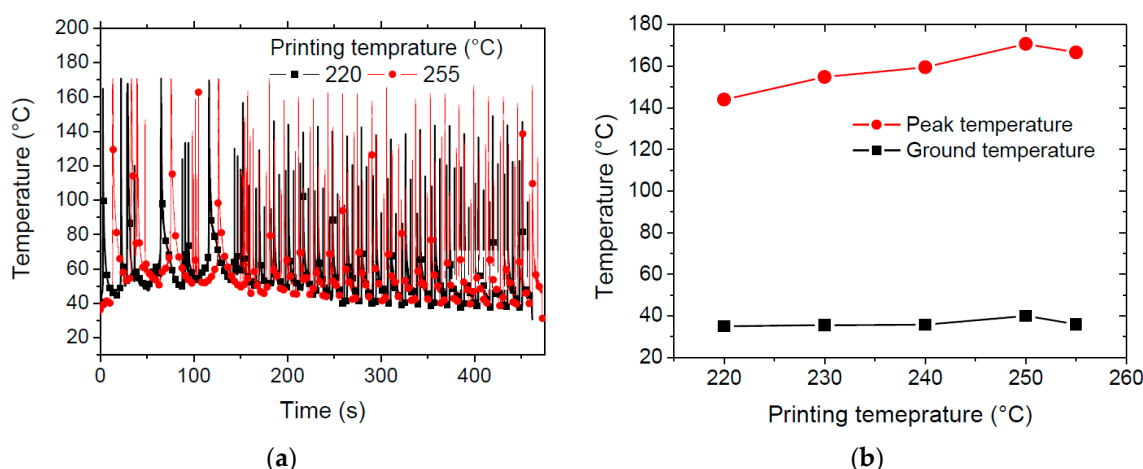 200
180
160
140
120
100
80
60
40
20
Temperature (°C)
Printing temprature (°C)
220 255
0 100 200 300 400
Time (s)
(a)
180
160
140
120
100
80
60
40
20
Temperature (°C)
Peak temperature
Ground temperature
220 230 240 250 260
Printing temeprature (°C)
(b)